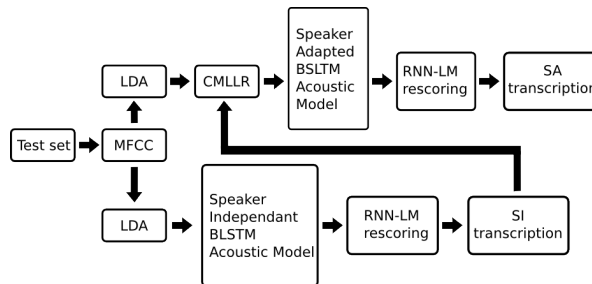 Speaker
Adapted
BSLTM
Acoustic
Model
LDA
CMLLR
RNN-LM
rescoring
SA
transcription
Test set
MFCC
LDA
Speaker
Independant
BLSTM
Acoustic Model
RNN-LM
rescoring
SI
transcription